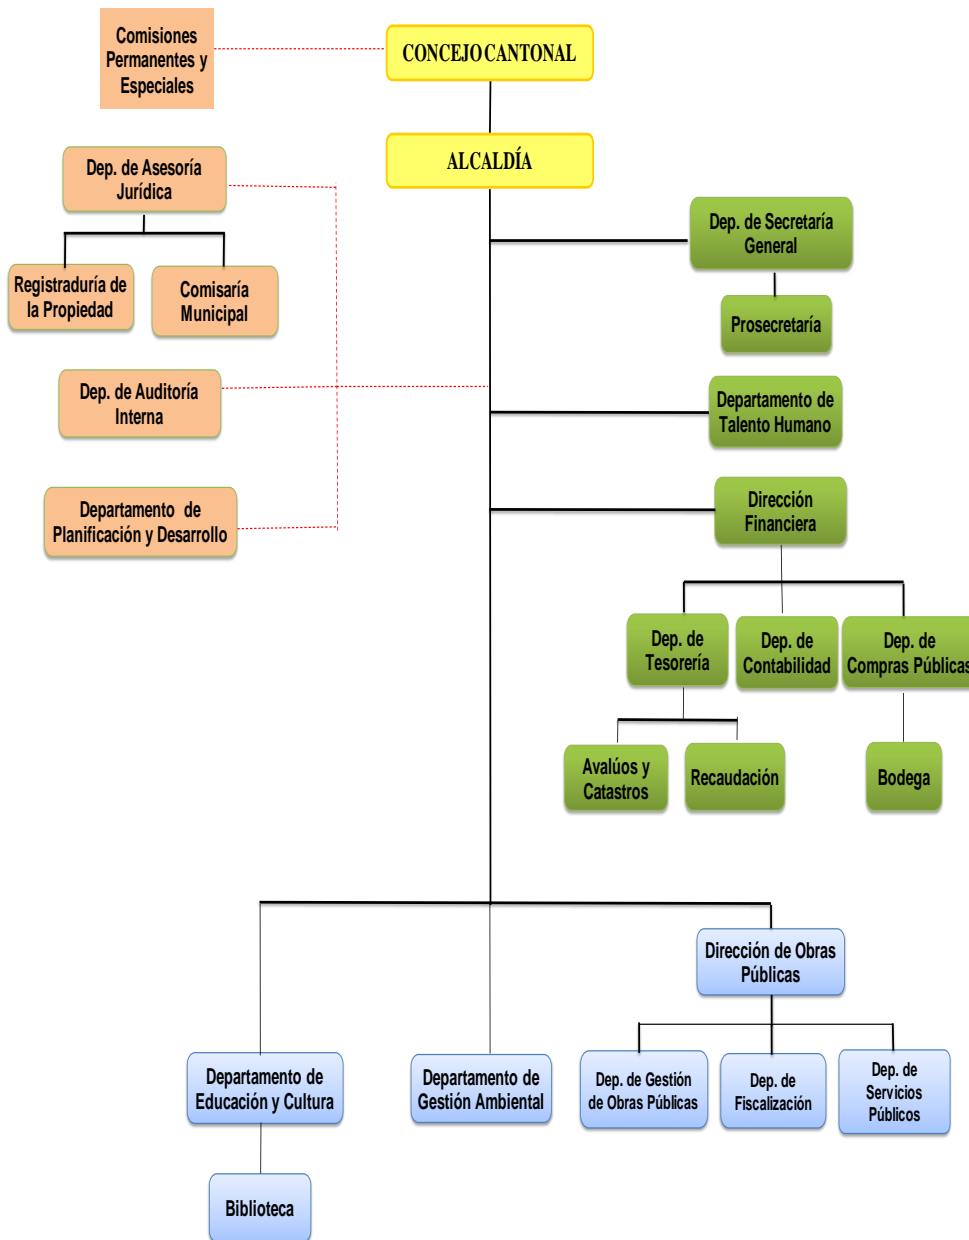 Comisiones
Permanentes y
Especiales
CONCEJO CANTONAL
ALCALDÍA
Dep. de Asesoría
Jurídica
Registraduría de
la Propiedad
Comisaría
Municipal
Dep. de Auditoría
Interna
Departamento de
Planificación y Desarrollo
Dep. de Secretaría
General
Prosecretaría
Departamento de
Talento Humano
Dirección
Financiera
Dep. de
Tesorería
Dep. de
Contabilidad
Dep. de
Compras Públicas
Avalúos y
Catastros
Recaudación
Bodega
Dirección de Obras
Públicas
Departamento de
Educación y Cultura
Departamento de
Gestión Ambiental
Dep. de Gestión
de Obras Públicas
Dep. de
Fiscalización
Dep. de
Servicios
Públicos
Biblioteca